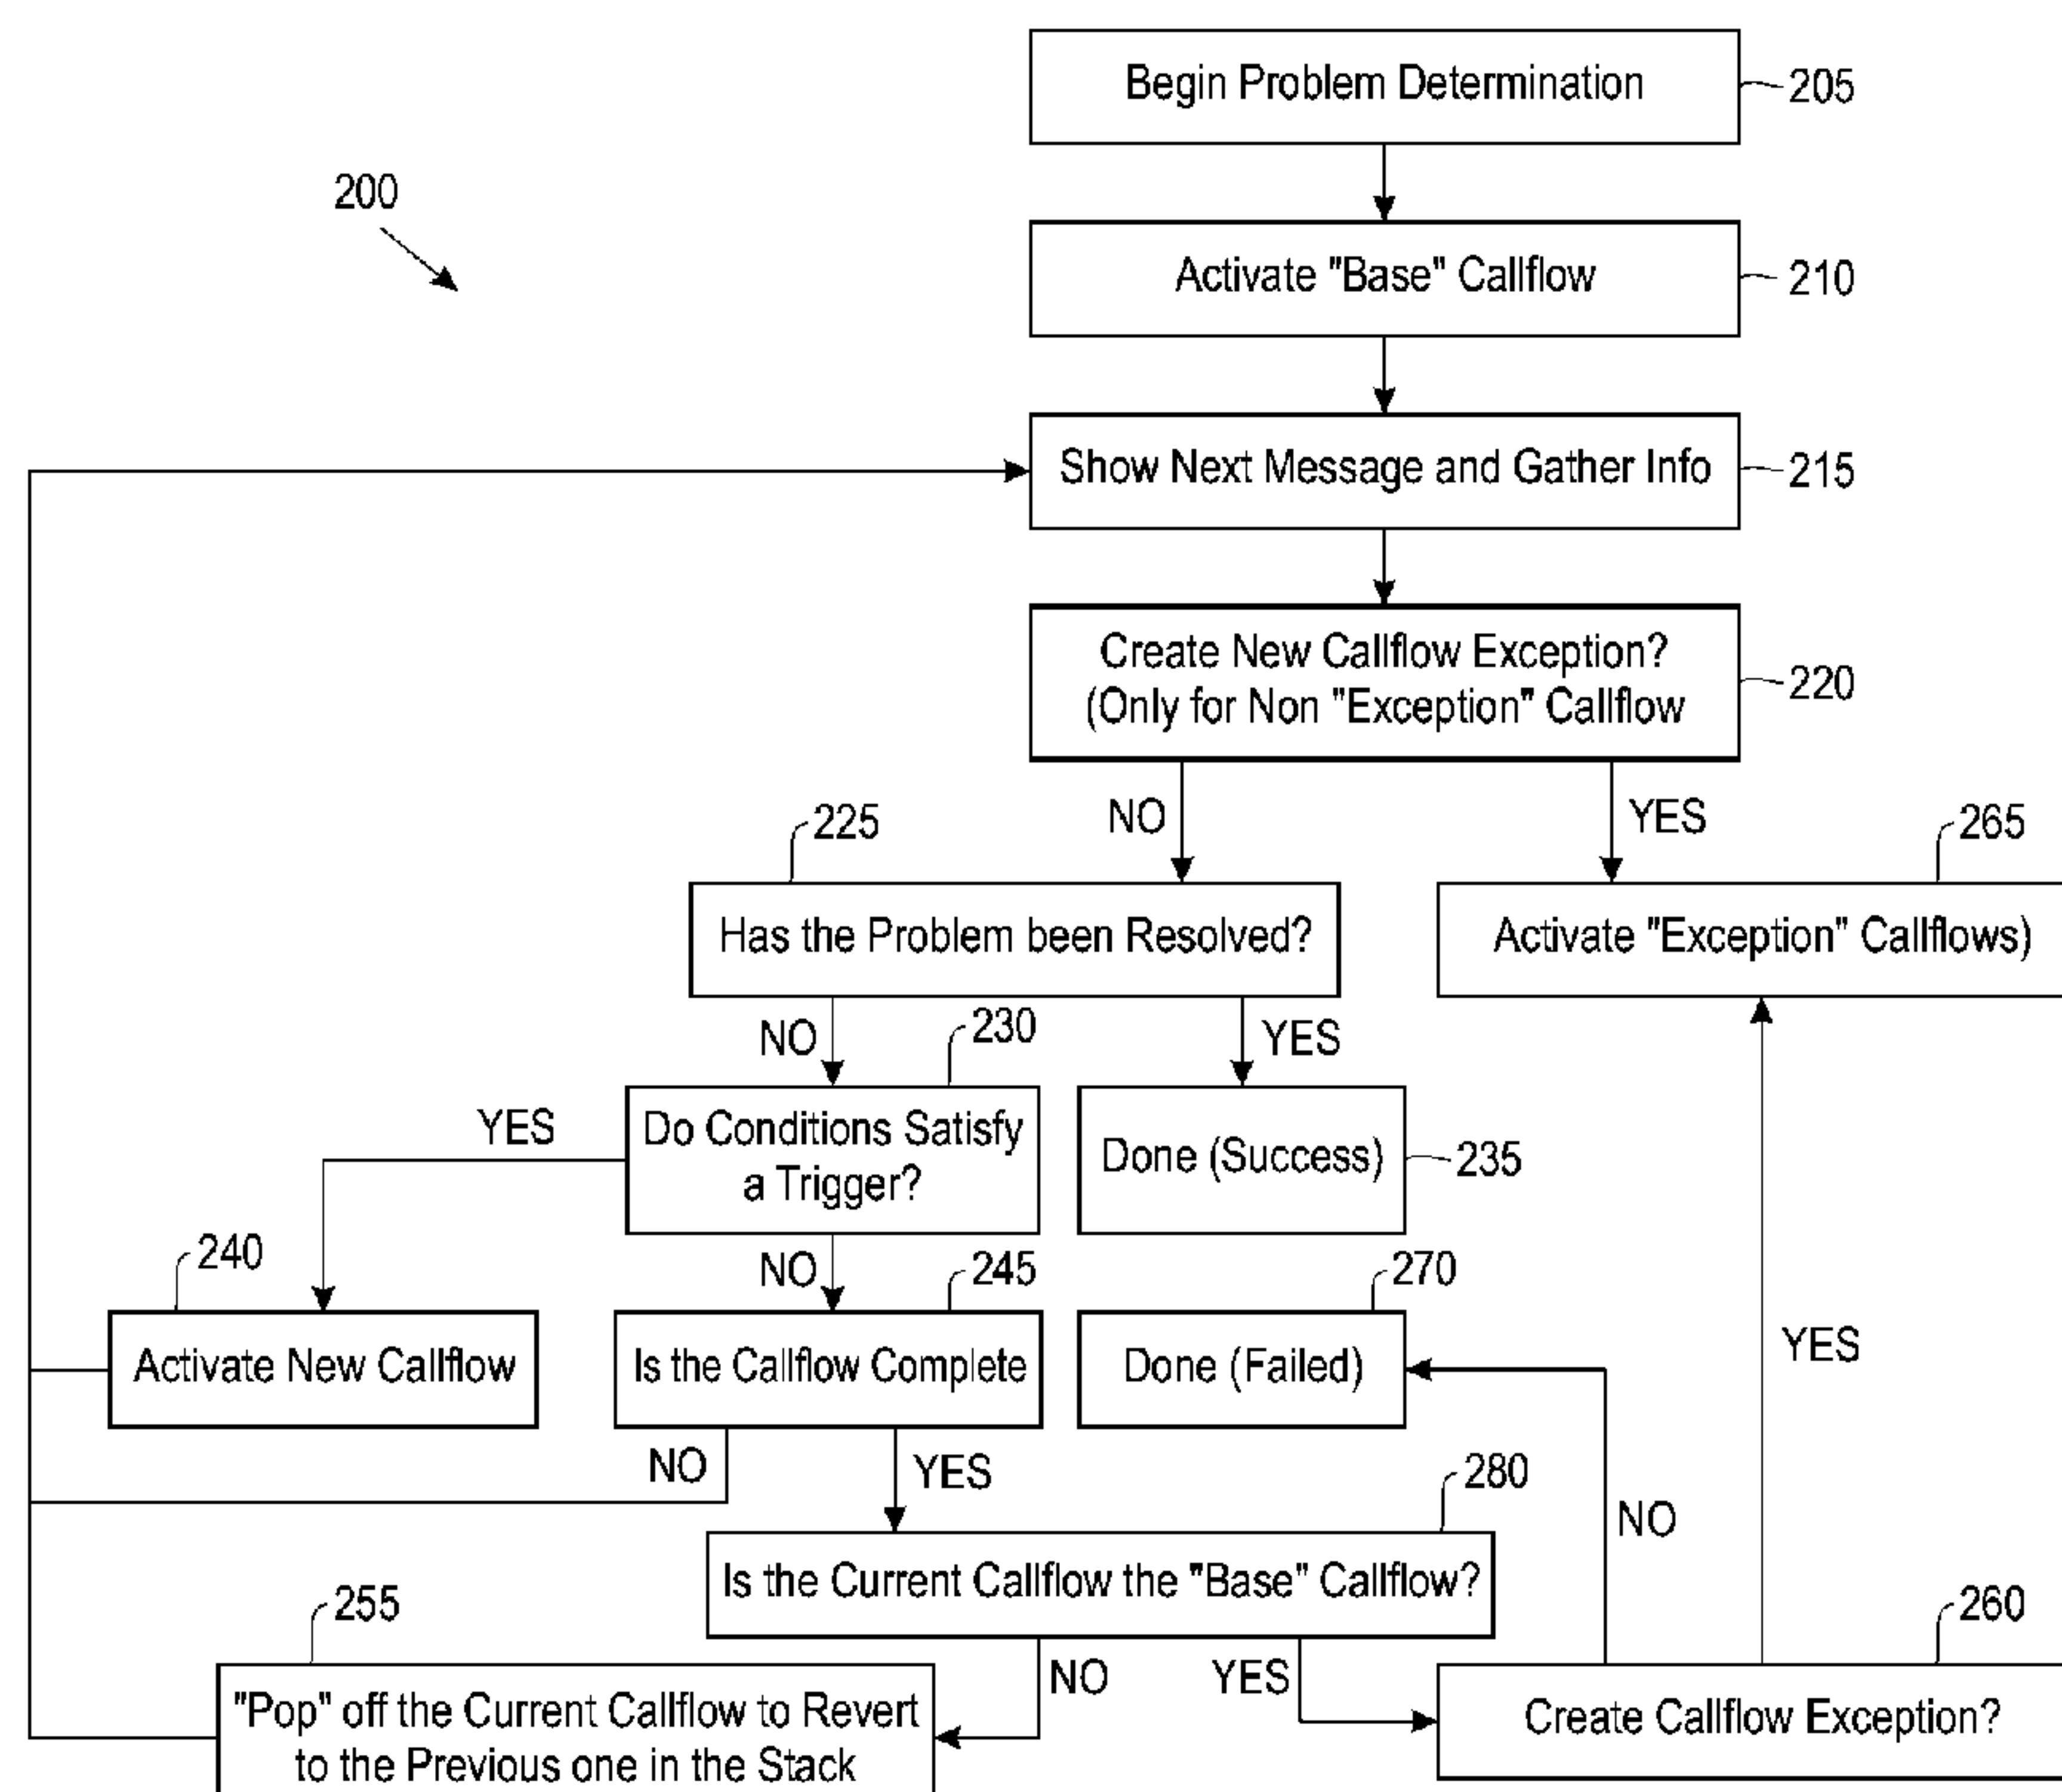 Begin Problem Determination
205
200
Activate "Base" Callflow
210
Show Next Message and Gather Info
215
Create New Callflow Exception?
(Only for Non "Exception" Callflow
220
NO
YES
225
265
Has the Problem been Resolved?
Activate "Exception" Callflows)
NO
230
YES
YES
Do Conditions Satisfy
a Trigger?
Done (Success)
235
240
NO
245
270
YES
Activate New Callflow
Is the Callflow Complete
Done (Failed)
NO
YES
280
NO
Is the Current Callflow the "Base" Callflow?
255
260
NO
YES
"Pop" off the Current Callflow to Revert
to the Previous one in the Stack
Create Callflow Exception?